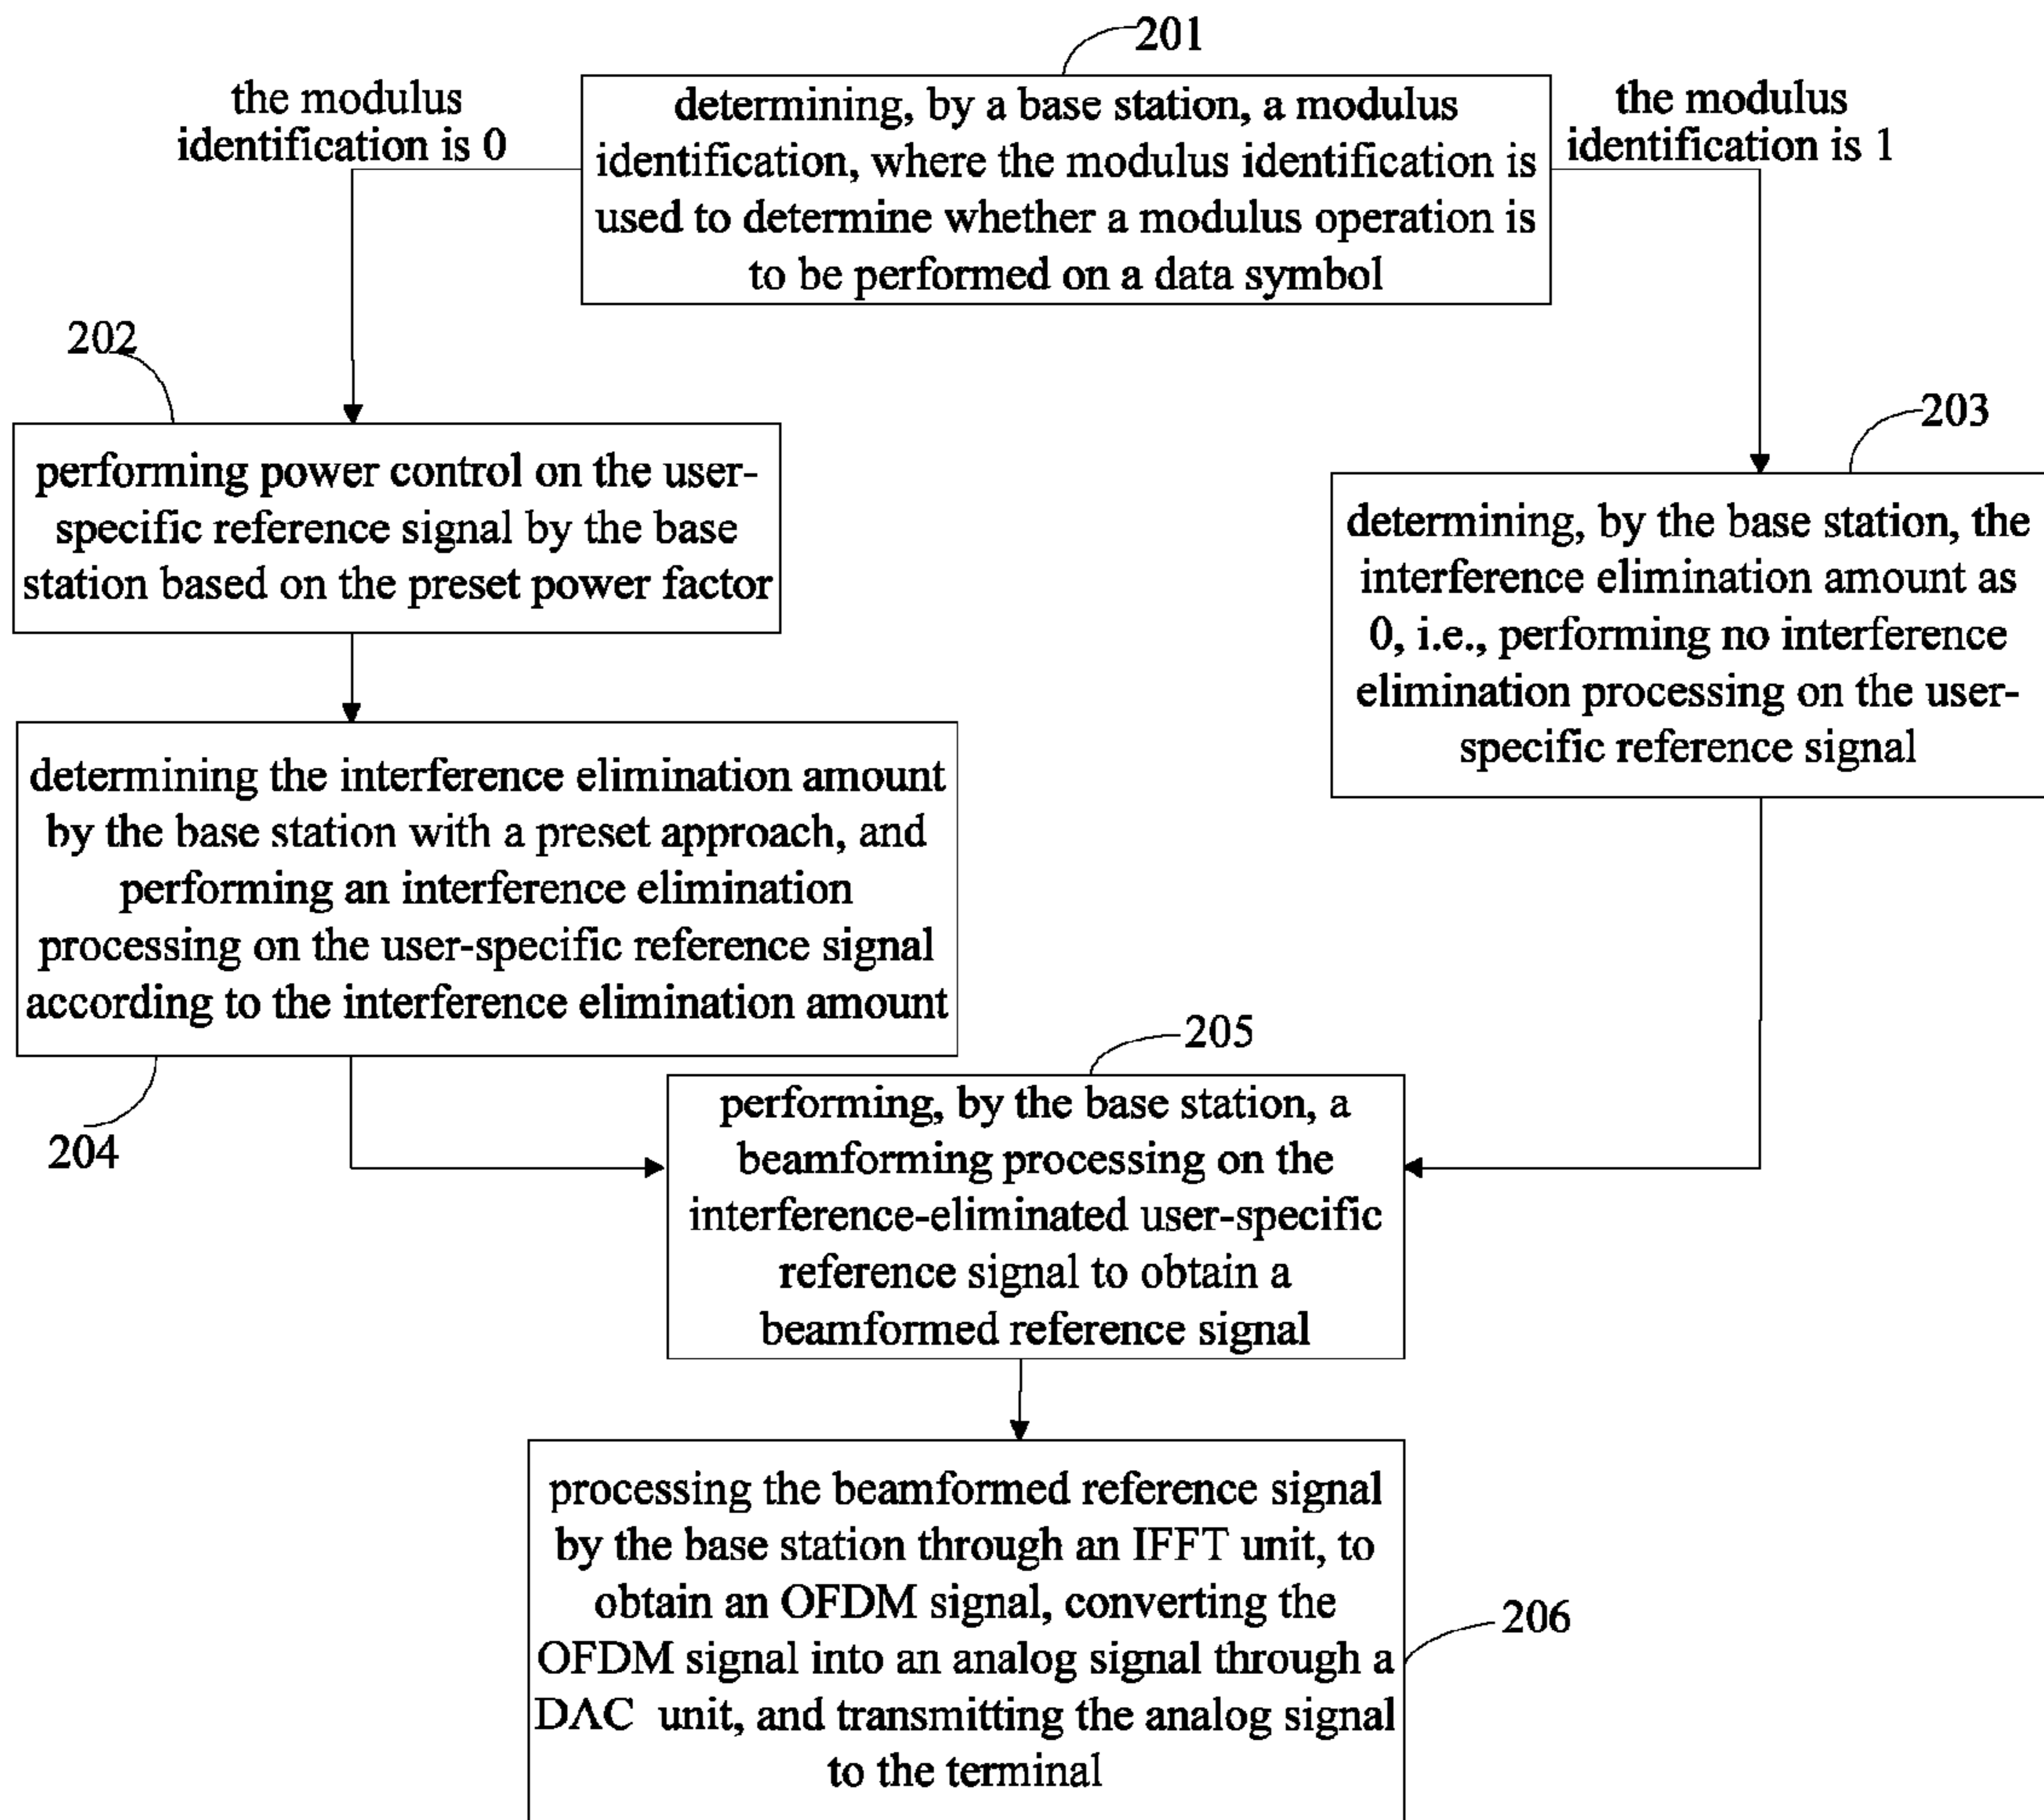 201
the modulus
identification is 0
determining, by a base station, a modulus
identification, where the modulus identification is
used to determine whether a modulus operation is
to be performed on a data symbol
the modulus
identification is 1
202
performing power control on the user-
specific reference signal by the base
station based on the preset power factor
203
determining, by the base station, the
interference elimination amount as
0, i.e., performing no interference
elimination processing on the user-
specific reference signal
determining the interference elimination amount
by the base station with a preset approach, and
performing an interference elimination
processing on the user-specific reference signal
according to the interference elimination amount
204
205
performing, by the base station, a
beamforming processing on the
interference-eliminated user-specific
reference signal to obtain a
beamformed reference signal
processing the beamformed reference signal
by the base station through an IFFT unit, to
obtain an OFDM signal, converting the
OFDM signal into an analog signal through a
DAC unit, and transmitting the analog signal
to the terminal
206